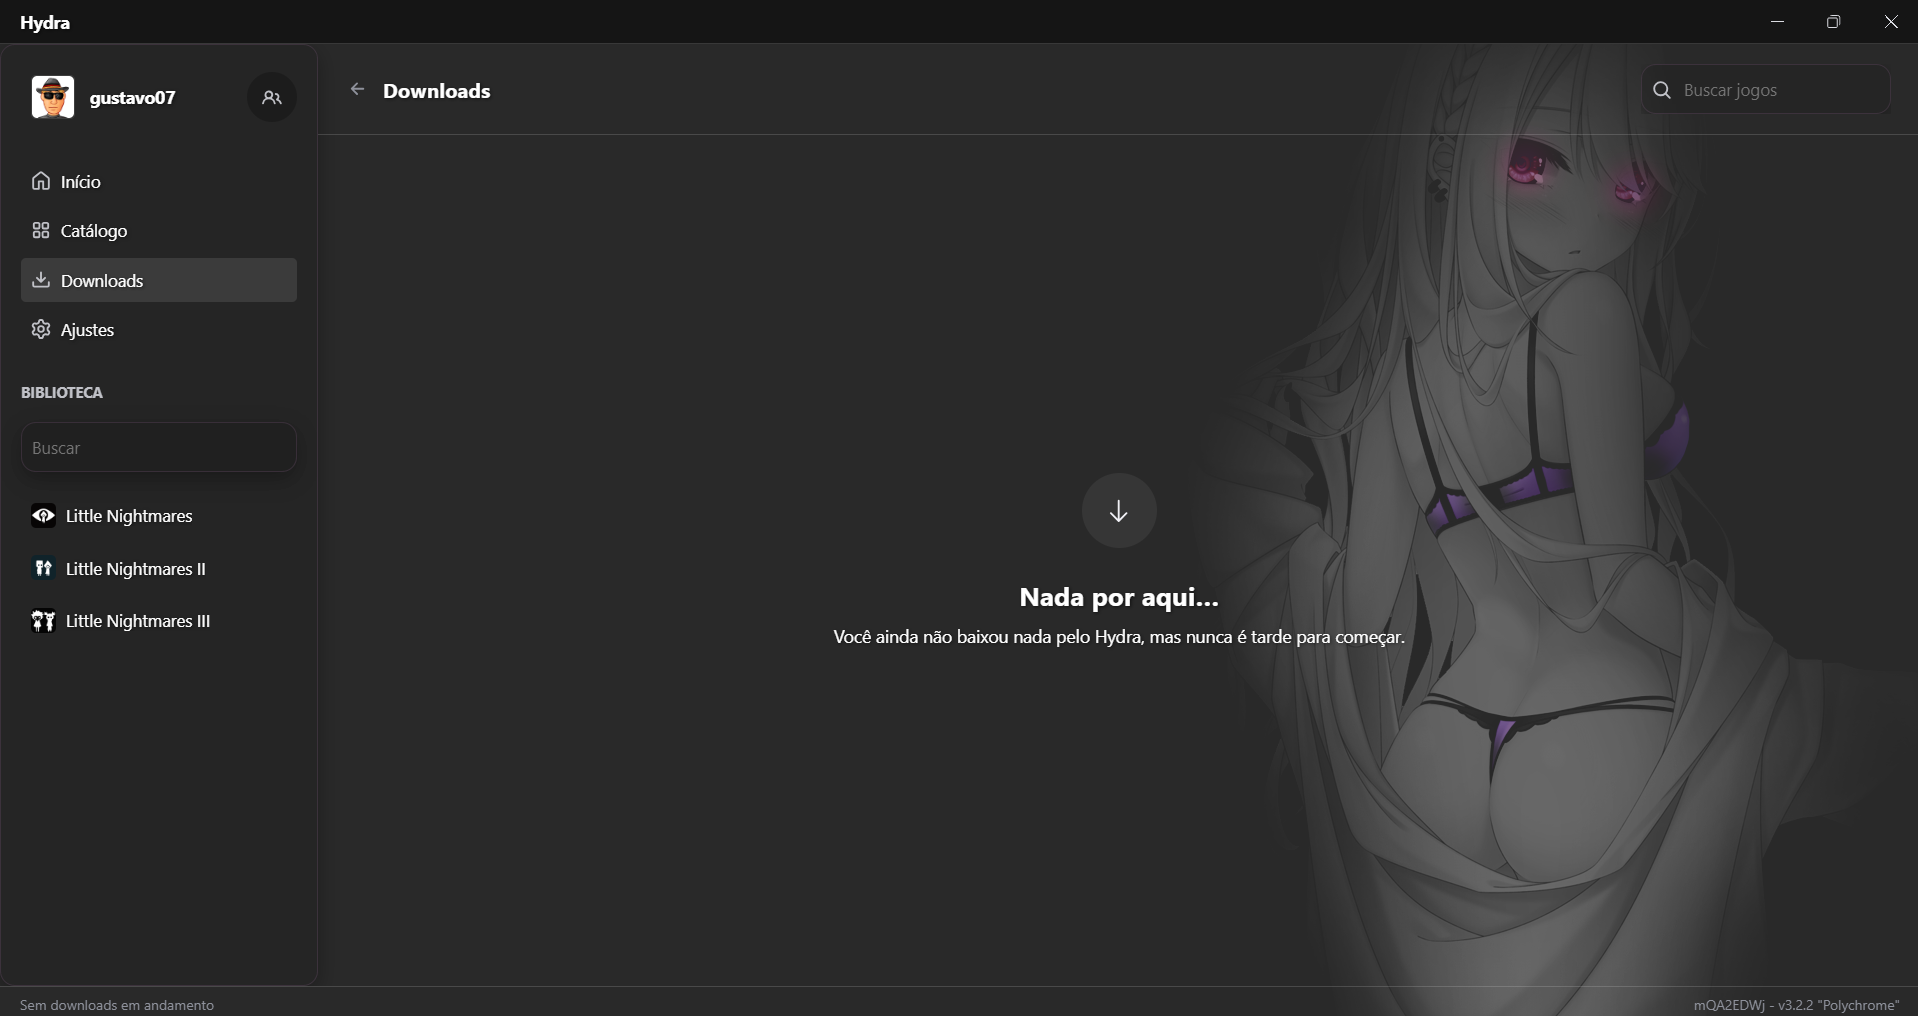 Hydra
gustavo07
Início
Catálogo
Downloads
Ajustes
BIBLIOTECA
Buscar
Little Nightmares
Little Nightmares II
Little Nightmares III
Downloads
Buscar jogos
Nada por aqui...
Você ainda não baixou nada pelo Hydra, mas nunca é tarde para começar.
Sem downloads em andamento
mQA2EDWj - v3.2.2 "Polychrome"